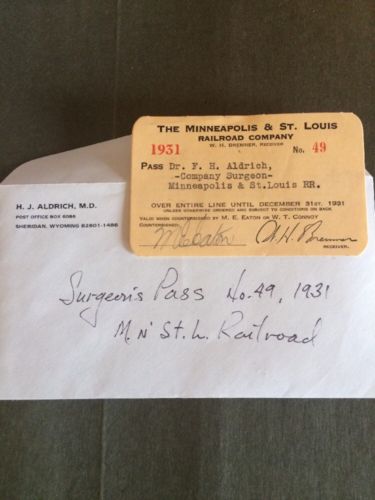 THE MINNEAPOLIS & ST. LOUIS
RAILROAD COMPANY
W. H. BREMNER, RECEIVER
1931 No. 49
PASS Dr. F. H. Aldrich,
-Company Surgeon-
Minneapolis & St.Louis RR.
OVER ENTIRE LINE UNTIL DECEMBER 31ST. 1931
UNLESS OTHERWISE ORDERED AND SUBJECT TO CONDITIONS ON BACK
VALID WHEN COUNTERSIGNED BY M. E. EATON OR W. T. CONNOY
COUNTERSIGNED:
M E Eaton W H Bremner
RECEIVER.
H. J. ALDRICH, M.D.
POST OFFICE BOX 6086
SHERIDAN, WYOMING 82801-1486
Surgeon's Pass No. 49, 1931
M. N' St. L. Railroad